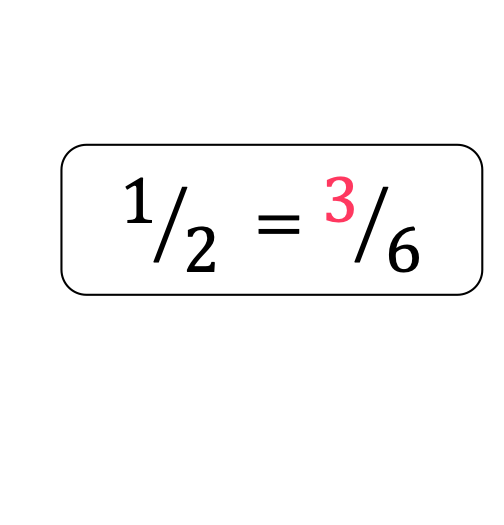 1/2 = 3/6